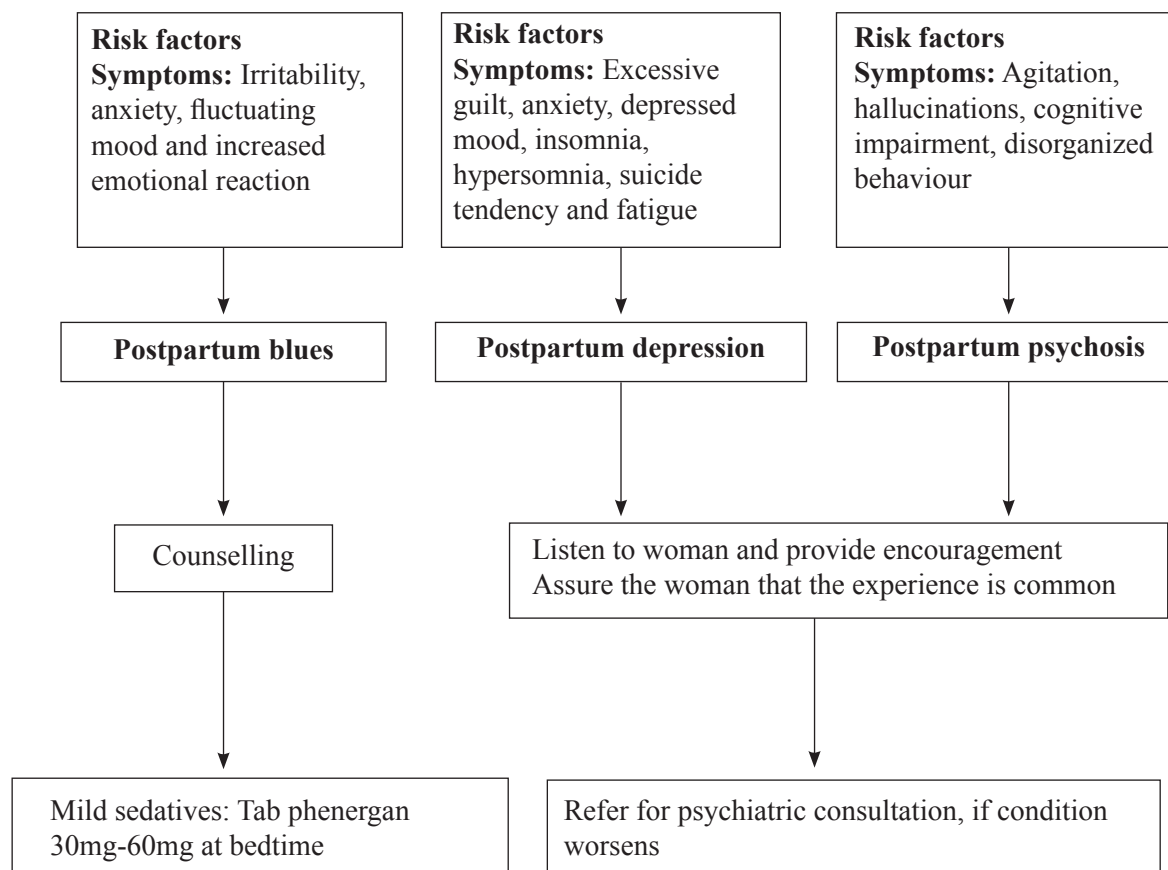 Risk factors
Symptoms: Irritability,
anxiety, fluctuating
mood and increased
emotional reaction
Risk factors
Symptoms: Excessive
guilt, anxiety, depressed
mood, insomnia,
hypersomnia, suicide
tendency and fatigue
Risk factors
Symptoms: Agitation,
hallucinations, cognitive
impairment, disorganized
behaviour
Postpartum blues
Postpartum depression
Postpartum psychosis
Counselling
Listen to woman and provide encouragement
Assure the woman that the experience is common
Mild sedatives: Tab phenergan
30mg-60mg at bedtime
Refer for psychiatric consultation, if condition
worsens